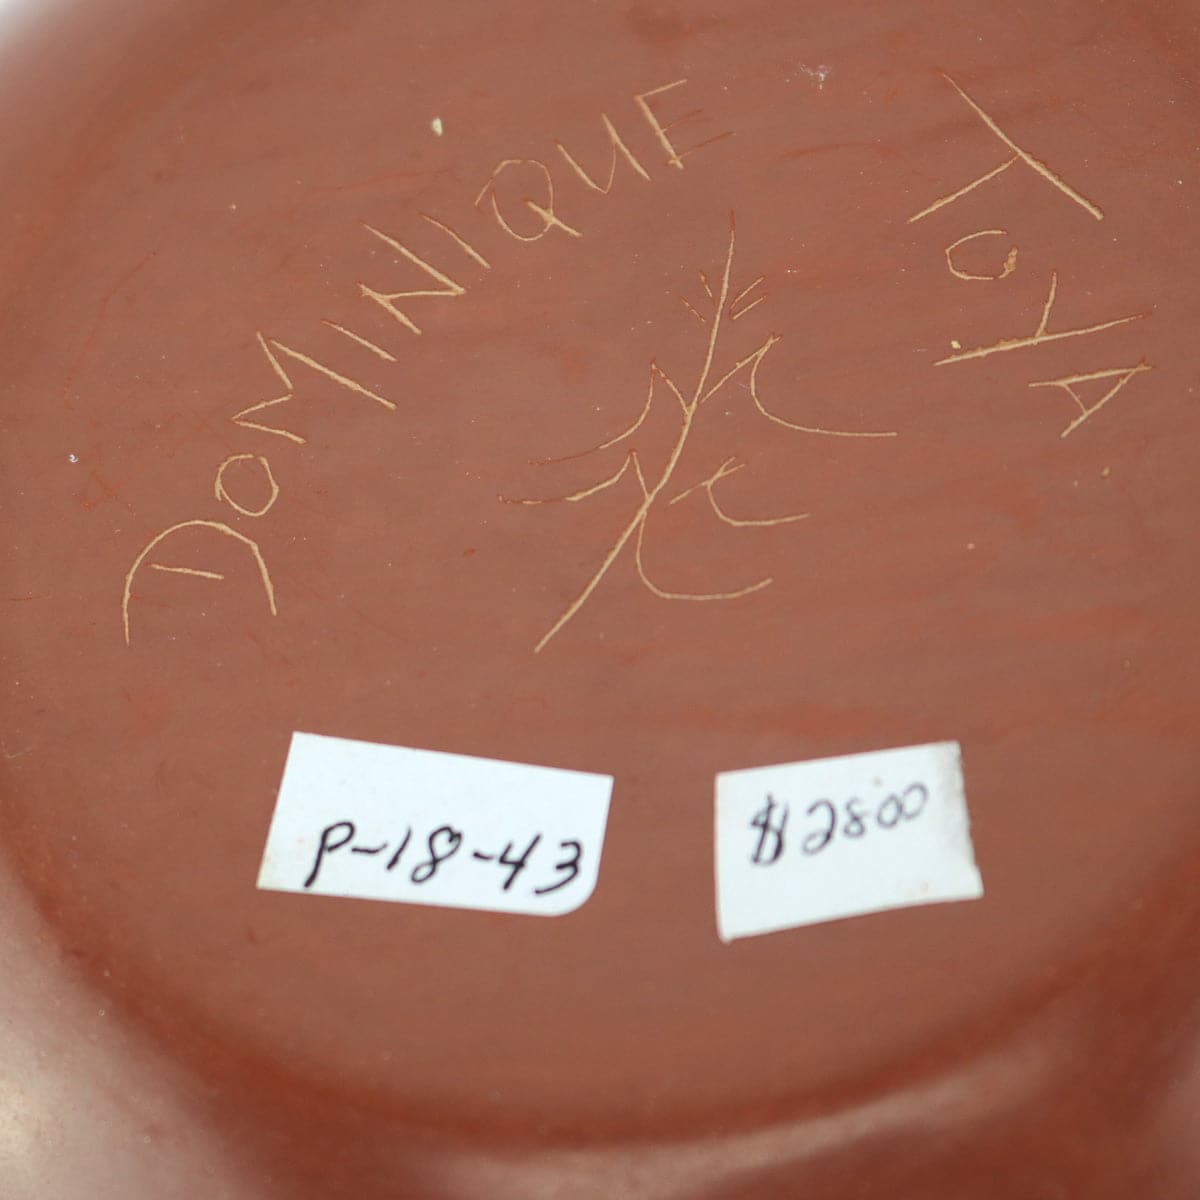 DOMINIQUE TOYA
P-18-43
$2800